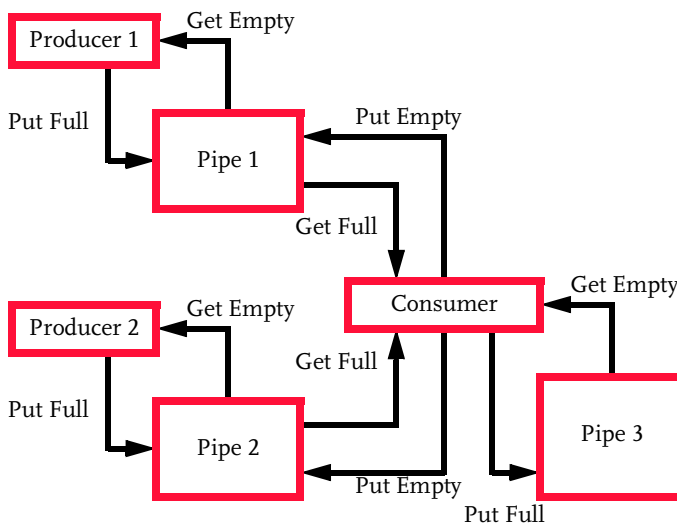 Get Empty
Producer 1
Put Full
Put Empty
Pipe 1
Get Full
Get Empty
Consumer
Get Empty
Producer 2
Get Full
Put Full
Pipe 3
Pipe 2
Put Empty
Put Full